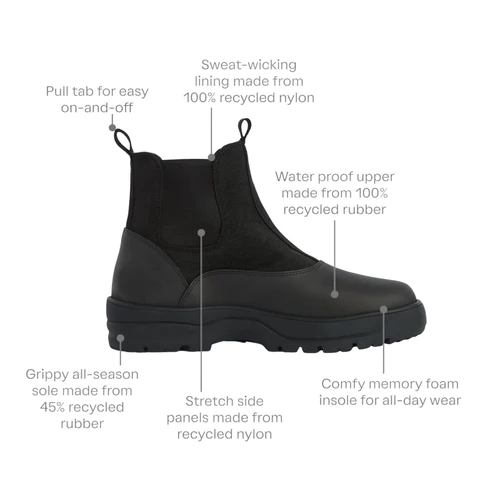 Sweat-wicking
lining made from
100% recycled nylon
Pull tab for easy
on-and-off
Water proof upper
made from 100%
recycled rubber
Grippy all-season
sole made from
45% recycled
rubber
Stretch side
panels made from
recycled nylon
Comfy memory foam
insole for all-day wear